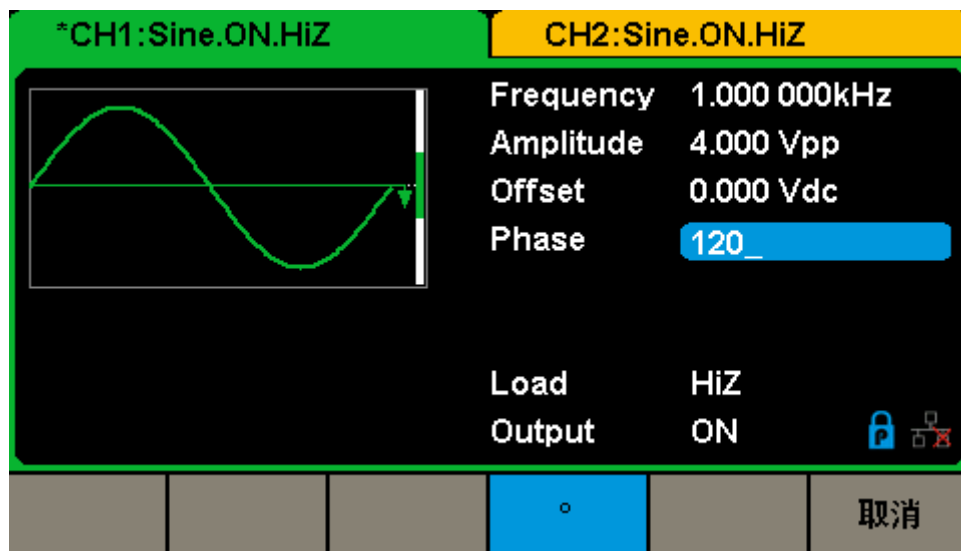 *CH1:Sine.ON.HiZ
CH2:Sine.ON.HiZ
Frequency 1.000 000kHz
Amplitude 4.000 Vpp
Offset 0.000 Vdc
Phase 120_
Load HiZ
Output ON
P
° 取消